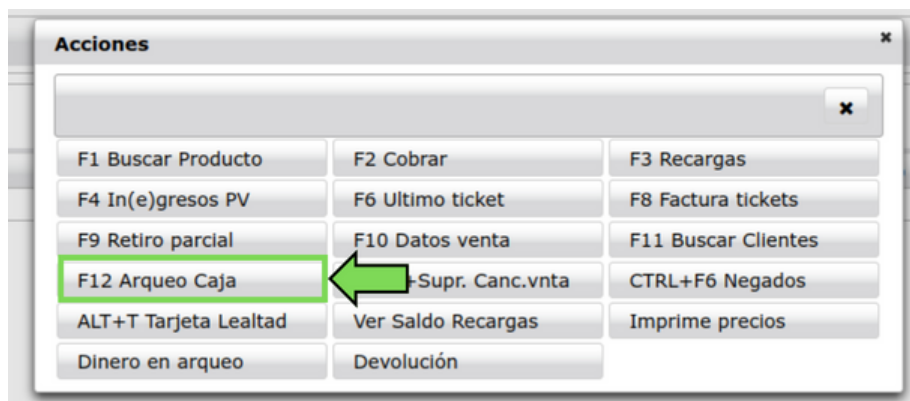 Acciones
F1 Buscar Producto
F2 Cobrar
F3 Recargas
F4 In(e)gresos PV
F6 Ultimo ticket
F8 Factura tickets
F9 Retiro parcial
F10 Datos venta
F11 Buscar Clientes
F12 Arqueo Caja
+Supr. Canc.vnta
CTRL+F6 Negados
ALT+T Tarjeta Lealtad
Ver Saldo Recargas
Imprime precios
Dinero en arqueo
Devolución